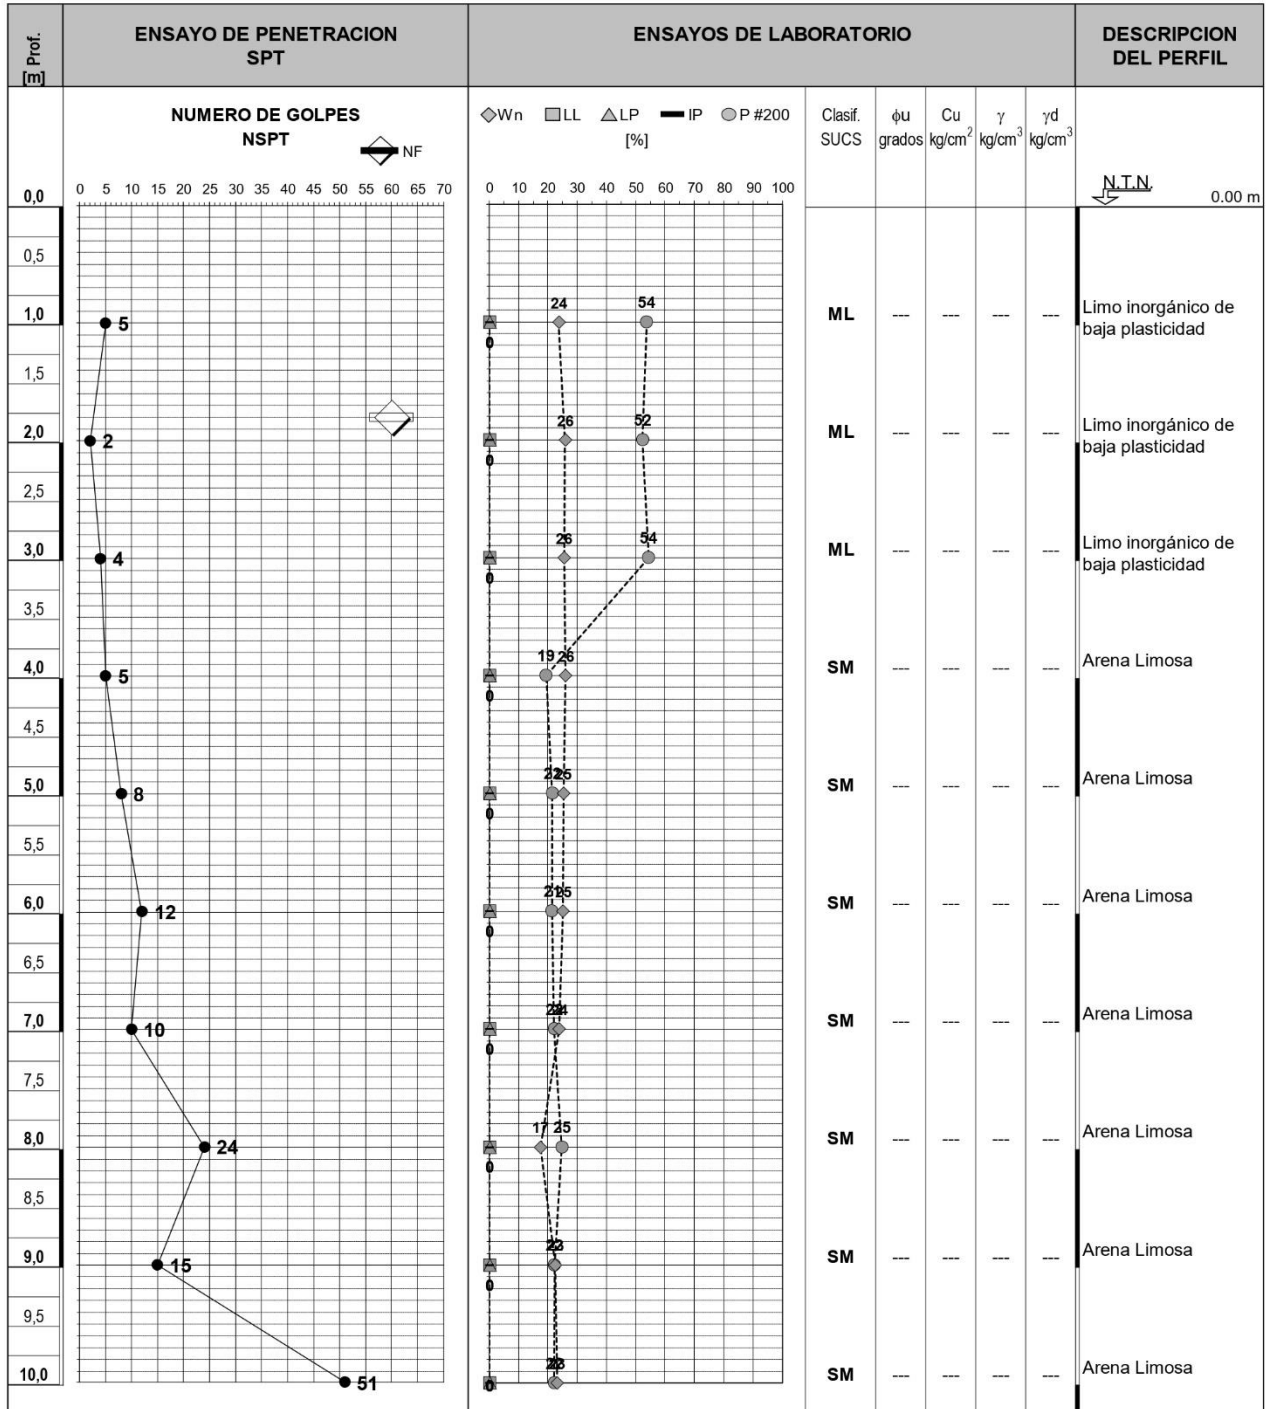 [m] Prof.
ENSAYO DE PENETRACION
SPT
ENSAYOS DE LABORATORIO
DESCRIPCION
DEL PERFIL
NUMERO DE GOLPES
NSPT
NF
Wn LL LP IP P #200
[%]
Clasif.
SUCS
ϕu
grados
Cu
kg/cm²
γ
kg/cm³
γd
kg/cm³
N.T.N.
0.00 m
0 5 10 15 20 25 30 35 40 45 50 55 60 65 70
0 10 20 30 40 50 60 70 80 90 100
0,0
0,5
1,0 5 0 24 54 ML --- --- --- --- Limo inorgánico de
baja plasticidad
1,5
2,0 2 0 26 52 ML --- --- --- --- Limo inorgánico de
baja plasticidad
2,5
3,0 4 0 26 54 ML --- --- --- --- Limo inorgánico de
baja plasticidad
3,5
4,0 5 0 19 26 SM --- --- --- --- Arena Limosa
4,5
5,0 8 0 22 25 SM --- --- --- --- Arena Limosa
5,5
6,0 12 0 21 25 SM --- --- --- --- Arena Limosa
6,5
7,0 10 0 24 SM --- --- --- --- Arena Limosa
7,5
8,0 24 0 17 25 SM --- --- --- --- Arena Limosa
8,5
9,0 15 0 SM --- --- --- --- Arena Limosa
9,5
10,0 51 0 SM --- --- --- --- Arena Limosa